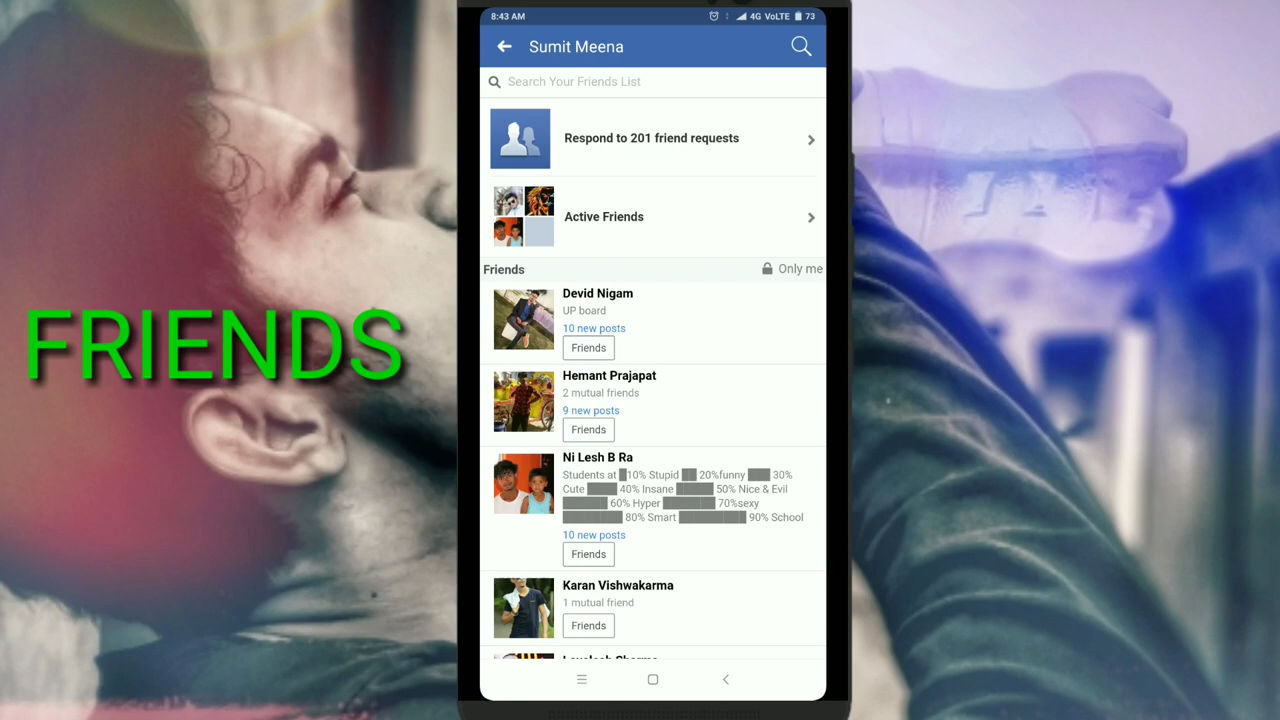 8:43 AM
4G VoLTE 73
Sumit Meena
Search Your Friends List
Respond to 201 friend requests
Active Friends
FRIENDS
Friends
Only me
Devid Nigam
UP board
10 new posts
Friends
Hemant Prajapat
2 mutual friends
9 new posts
Friends
Ni Lesh B Ra
Students at █10% Stupid ██ 20%funny ███ 30%
Cute ████ 40% Insane █████ 50% Nice & Evil
██████ 60% Hyper ███████ 70%sexy
████████ 80% Smart █████████ 90% School
10 new posts
Friends
Karan Vishwakarma
1 mutual friend
Friends